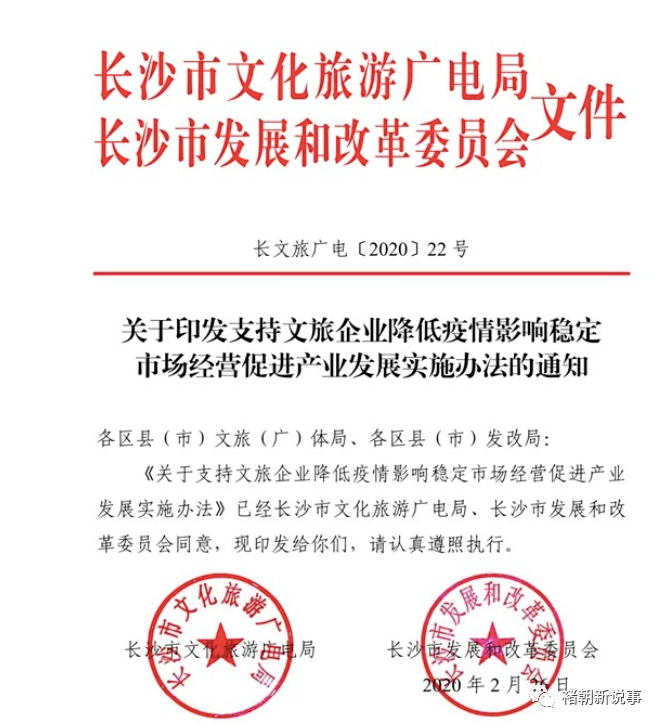 长沙市文化旅游广电局
长沙市发展和改革委员会
文件
长文旅广电〔2020〕22 号
关于印发支持文旅企业降低疫情影响稳定
市场经营促进产业发展实施办法的通知
各区县（市）文旅（广）体局、各区县（市）发改局：
《关于支持文旅企业降低疫情影响稳定市场经营促进产业
发展实施办法》已经长沙市文化旅游广电局、长沙市发展和改
革委员会同意，现印发给你们，请认真遵照执行。
长沙市文化旅游广电局
长沙市发展和改革委员会
长沙市文化旅游广电局
长沙市发展和改革委员会
2020 年 2 月 26 日
褚朝新说事